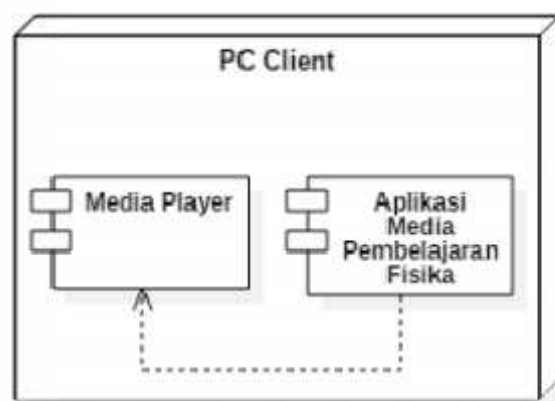 PC Client
Media Player
Aplikasi
Media
Pembelajaran
Fisika